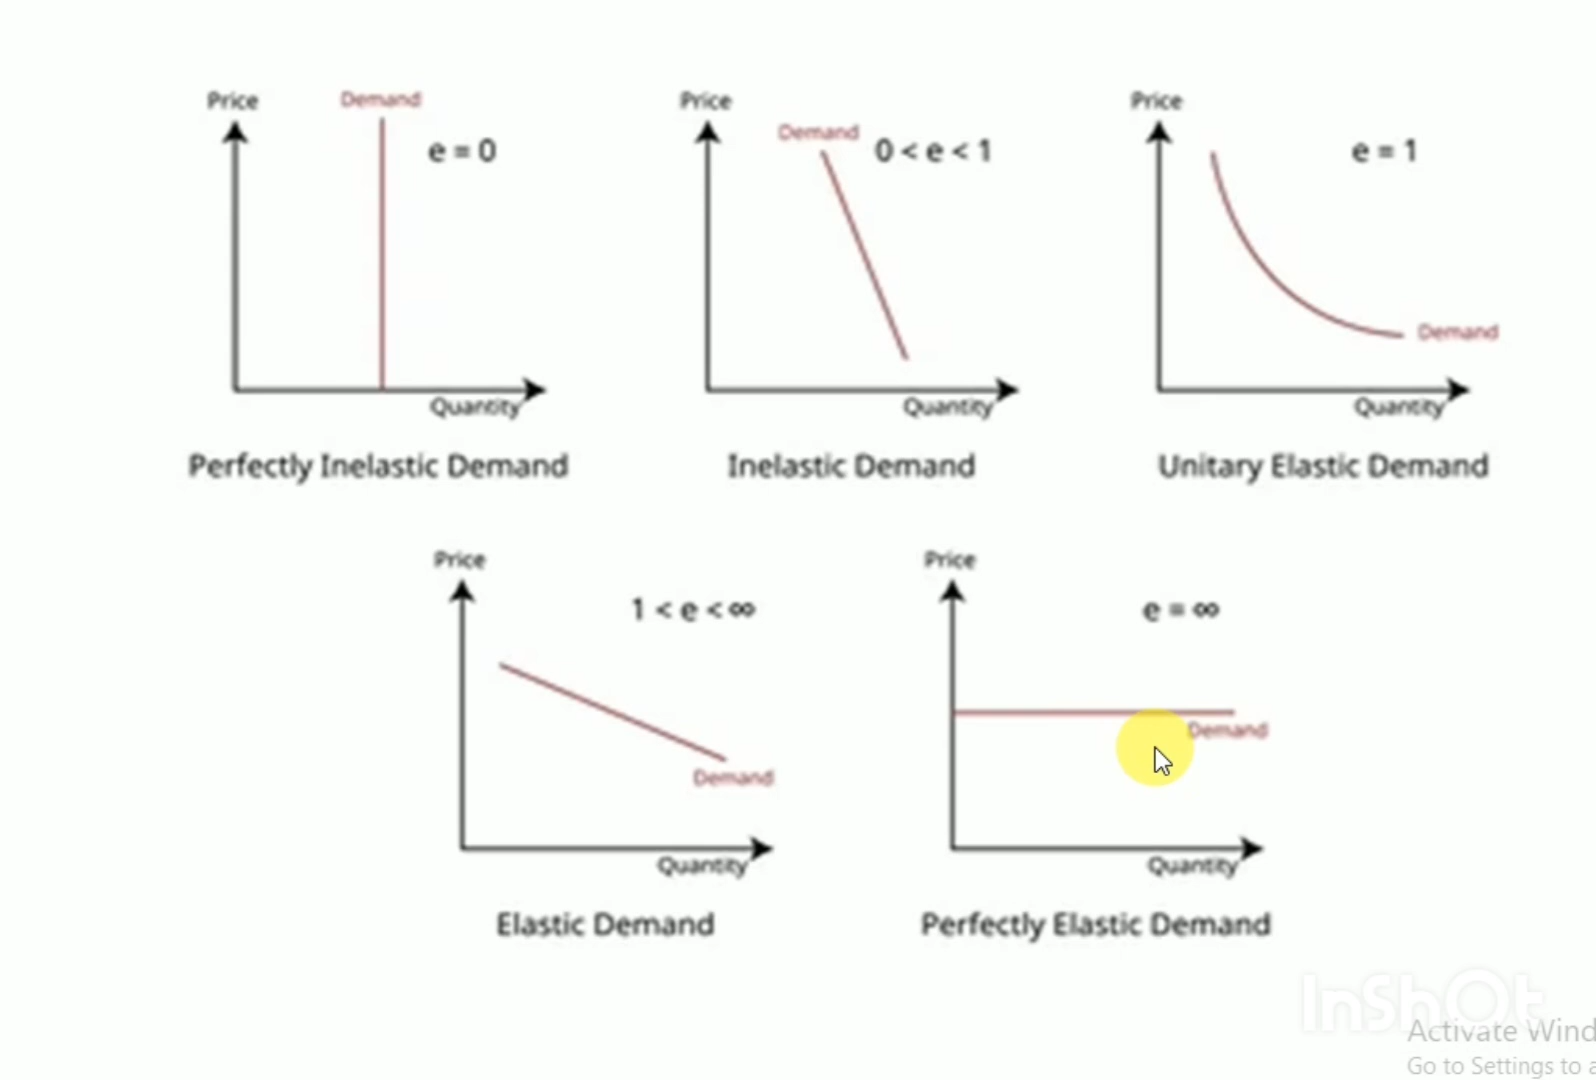 Price
Demand
e = 0
Quantity
Perfectly Inelastic Demand
Price
Demand
0 < e < 1
Quantity
Inelastic Demand
Price
e = 1
Demand
Quantity
Unitary Elastic Demand
Price
1 < e < ∞
Demand
Quantity
Elastic Demand
Price
e = ∞
Demand
Quantity
Perfectly Elastic Demand
InShOt
Activate Wind
Go to Settings to a